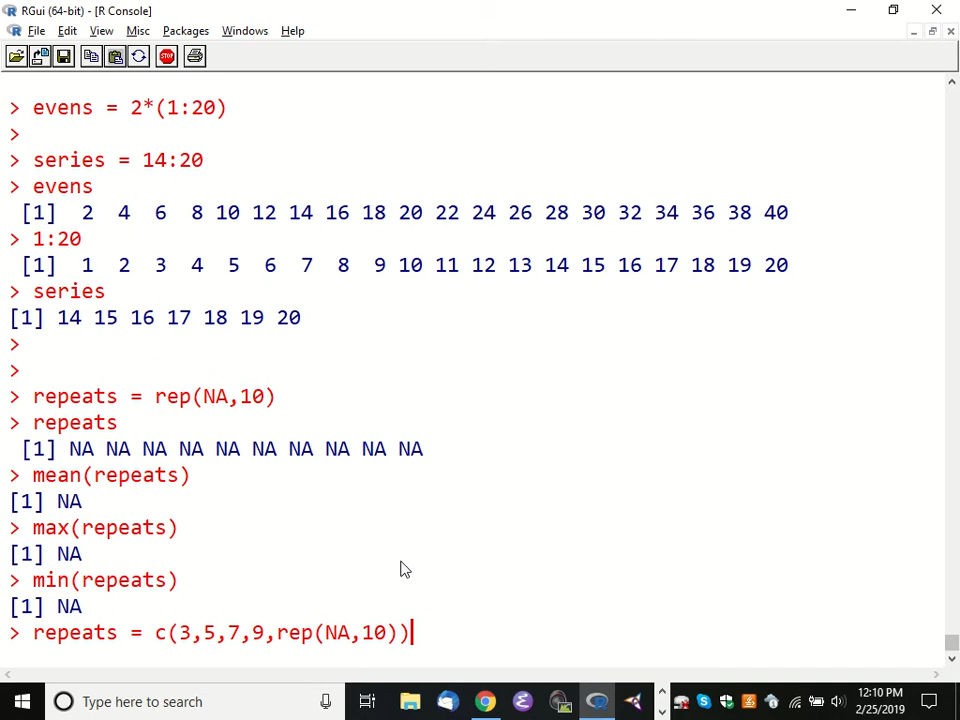 RGui (64-bit) - [R Console]
File Edit View Misc Packages Windows Help
STOP
> evens = 2*(1:20)
>
> series = 14:20
> evens
 [1]  2  4  6  8 10 12 14 16 18 20 22 24 26 28 30 32 34 36 38 40
> 1:20
 [1]  1  2  3  4  5  6  7  8  9 10 11 12 13 14 15 16 17 18 19 20
> series
[1] 14 15 16 17 18 19 20
>
>
> repeats = rep(NA,10)
> repeats
 [1] NA NA NA NA NA NA NA NA NA NA
> mean(repeats)
[1] NA
> max(repeats)
[1] NA
> min(repeats)
[1] NA
> repeats = c(3,5,7,9,rep(NA,10))
Type here to search
12:10 PM
2/25/2019